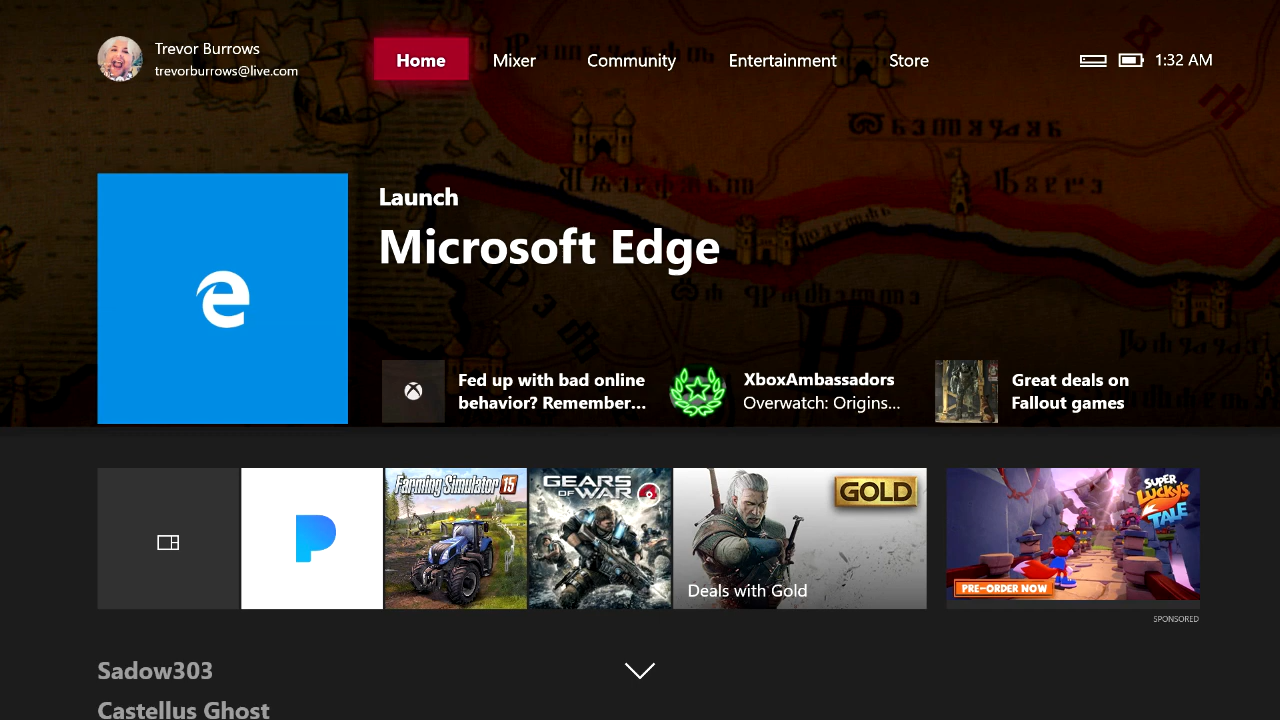 Trevor Burrows
trevorburrows@live.com
Home
Mixer
Community
Entertainment
Store
1:32 AM
Launch
Microsoft Edge
Fed up with bad online
behavior? Remember...
XboxAmbassadors
Overwatch: Origins...
Great deals on
Fallout games
Farming Simulator 15
GEARS
OF WAR
GOLD
Deals with Gold
SUPER
LUCKY'S
TALE
PRE-ORDER NOW
SPONSORED
Sadow303
Castellus Ghost